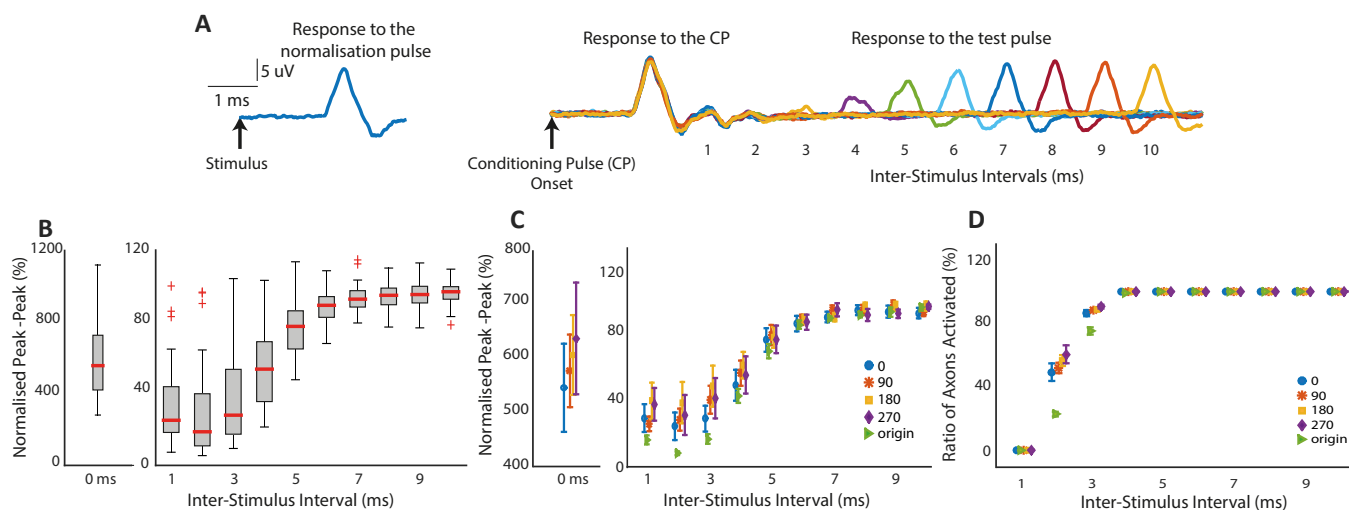 A
Response to the
normalisation pulse
5 uV
1 ms
Stimulus
Response to the CP
Response to the test pulse
Conditioning Pulse (CP)
Onset
1 2 3 4 5 6 7 8 9 10
Inter-Stimulus Intervals (ms)
B
Normalised Peak -Peak (%)
1200
800
400
0
0 ms
120
80
40
0
1 3 5 7 9
Inter-Stimulus Interval (ms)
C
Normalised Peak -Peak (%)
800
700
600
500
400
0 ms
120
80
40
0
1 3 5 7 9
Inter-Stimulus Interval (ms)
0
90
180
270
origin
D
Ratio of Axons Activated (%)
120
80
40
0
1 3 5 7 9
Inter-Stimulus Interval (ms)
0
90
180
270
origin